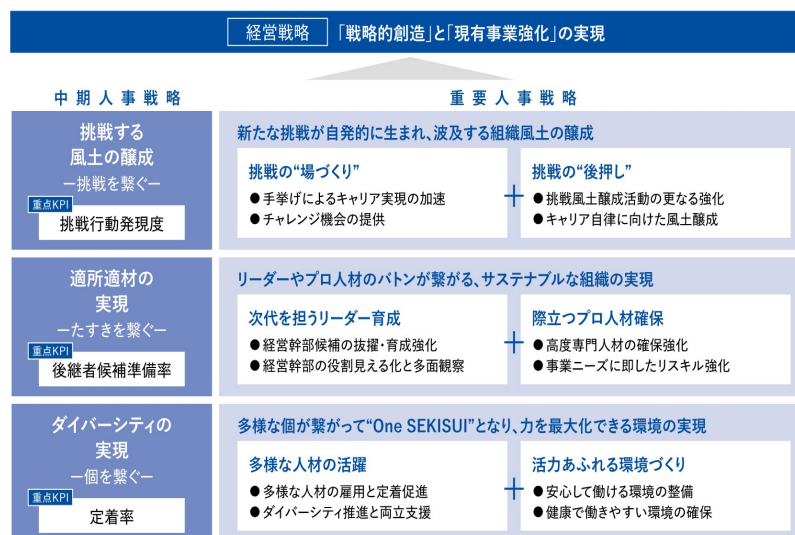 経営戦略 「戦略的創造」と「現有事業強化」の実現
中期人事戦略
重要人事戦略
挑戦する
風土の醸成
ー挑戦を繋ぐー
重点KPI
挑戦行動発現度
新たな挑戦が自発的に生まれ、波及する組織風土の醸成
挑戦の“場づくり”
●手挙げによるキャリア実現の加速
●チャレンジ機会の提供
+
挑戦の“後押し”
●挑戦風土醸成活動の更なる強化
●キャリア自律に向けた風土醸成
適所適材の
実現
ーたすきを繋ぐー
重点KPI
後継者候補準備率
リーダーやプロ人材のバトンが繋がる、サステナブルな組織の実現
次代を担うリーダー育成
●経営幹部候補の抜擢・育成強化
●経営幹部の役割見える化と多面観察
+
際立つプロ人材確保
●高度専門人材の確保強化
●事業ニーズに即したリスキル強化
ダイバーシティの
実現
ー個を繋ぐー
重点KPI
定着率
多様な個が繋がって“One SEKISUI”となり、力を最大化できる環境の実現
多様な人材の活躍
●多様な人材の雇用と定着促進
●ダイバーシティ推進と両立支援
+
活力あふれる環境づくり
●安心して働ける環境の整備
●健康で働きやすい環境の確保